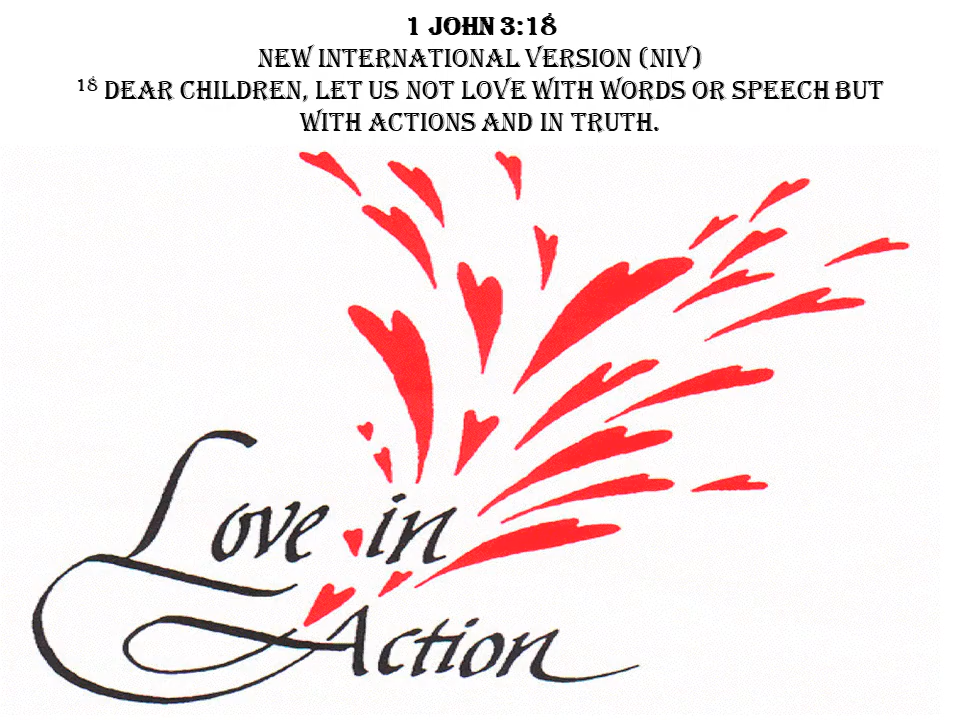 1 JOHN 3:18
NEW INTERNATIONAL VERSION (NIV)
18 DEAR CHILDREN, LET US NOT LOVE WITH WORDS OR SPEECH BUT
WITH ACTIONS AND IN TRUTH.
Love in
Action